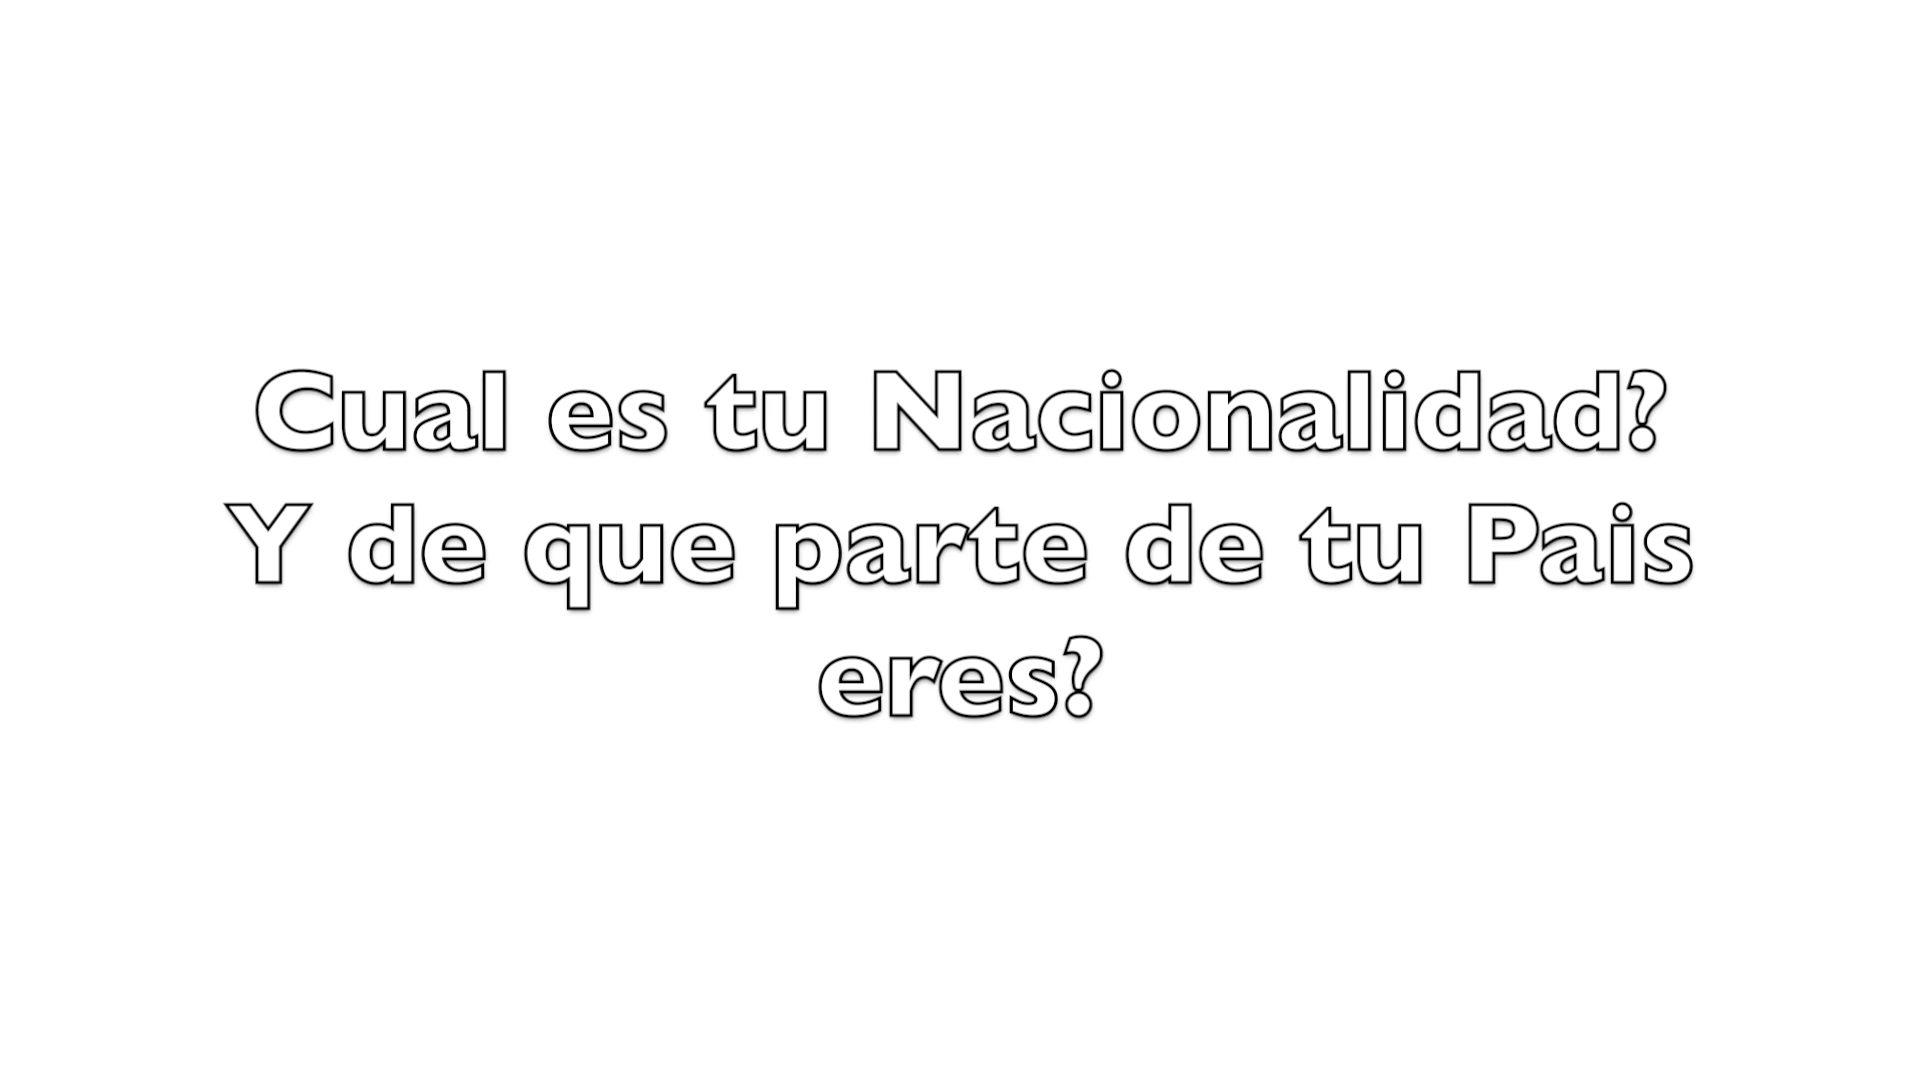 Cual es tu Nacionalidad?
Y de que parte de tu Pais
eres?